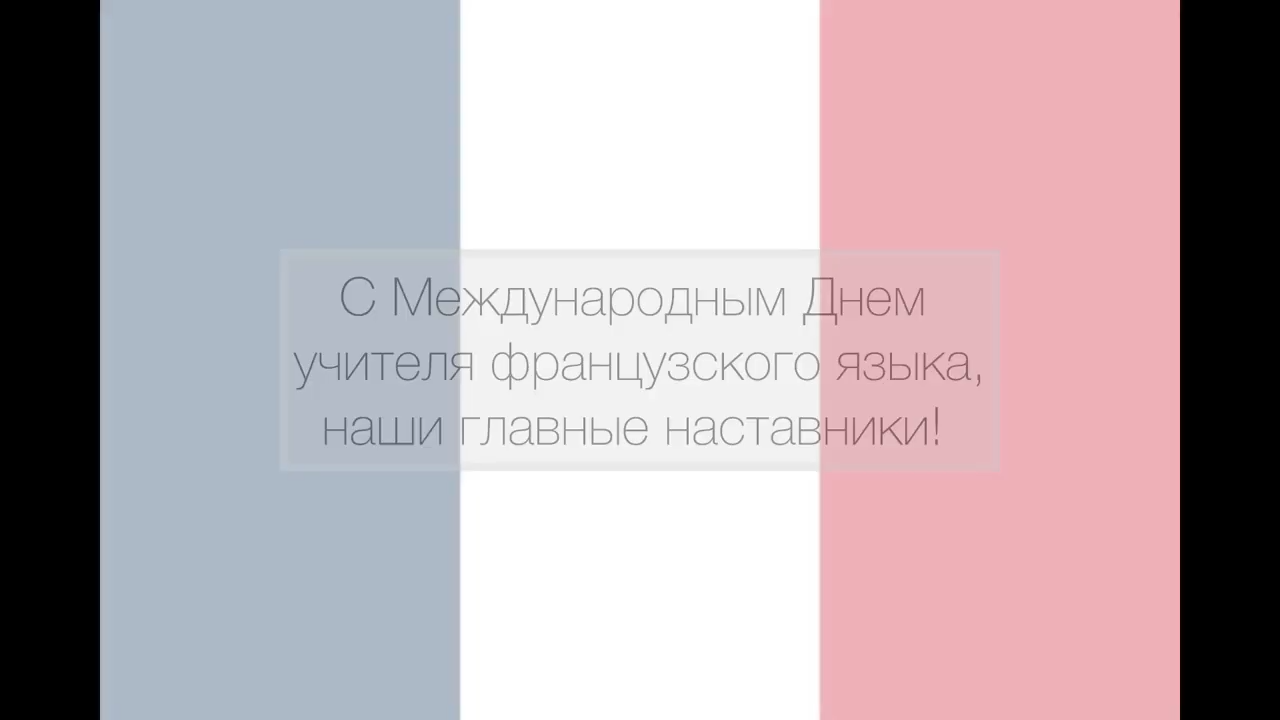 С Международным Днем
учителя французского языка,
наши главные наставники!